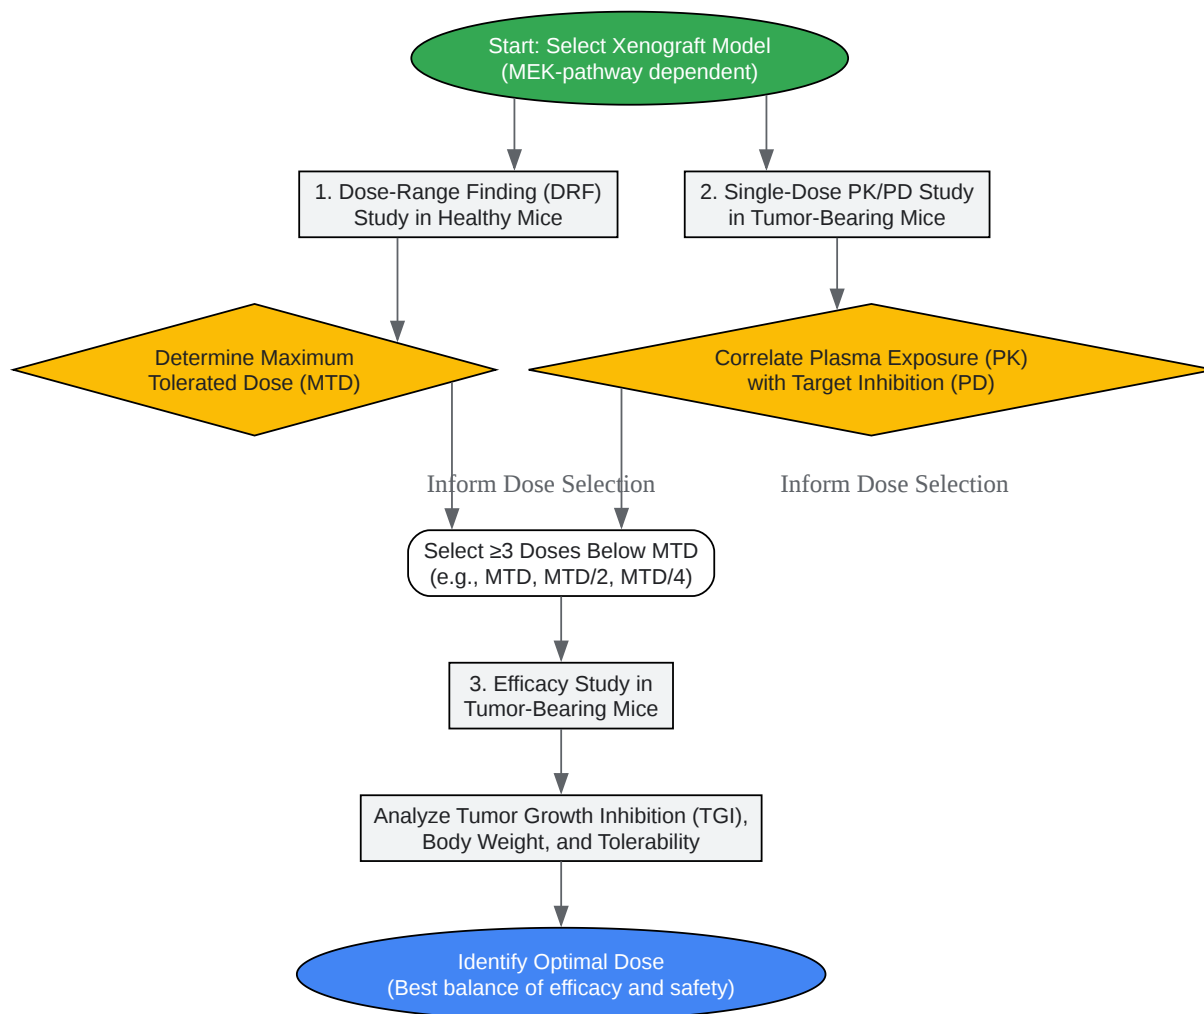 Start: Select Xenograft Model
(MEK-pathway dependent)
1. Dose-Range Finding (DRF)
Study in Healthy Mice
2. Single-Dose PK/PD Study
in Tumor-Bearing Mice
Determine Maximum
Tolerated Dose (MTD)
Correlate Plasma Exposure (PK)
with Target Inhibition (PD)
Inform Dose Selection
Inform Dose Selection
Select ≥3 Doses Below MTD
(e.g., MTD, MTD/2, MTD/4)
3. Efficacy Study in
Tumor-Bearing Mice
Analyze Tumor Growth Inhibition (TGI),
Body Weight, and Tolerability
Identify Optimal Dose
(Best balance of efficacy and safety)